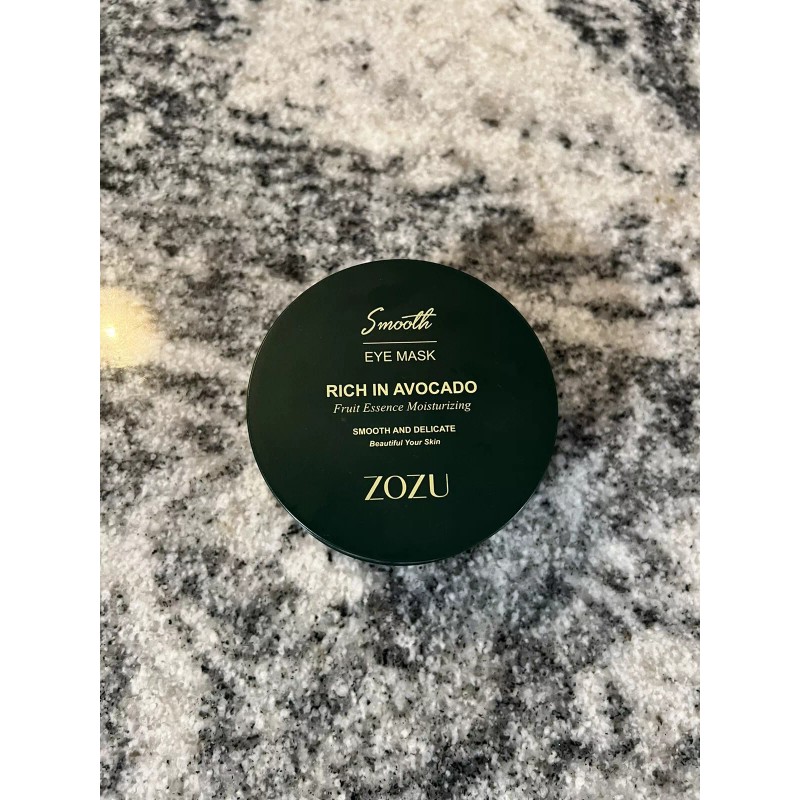 Smooth
EYE MASK
RICH IN AVOCADO
Fruit Essence Moisturizing
SMOOTH AND DELICATE
Beautiful Your Skin
ZOZU